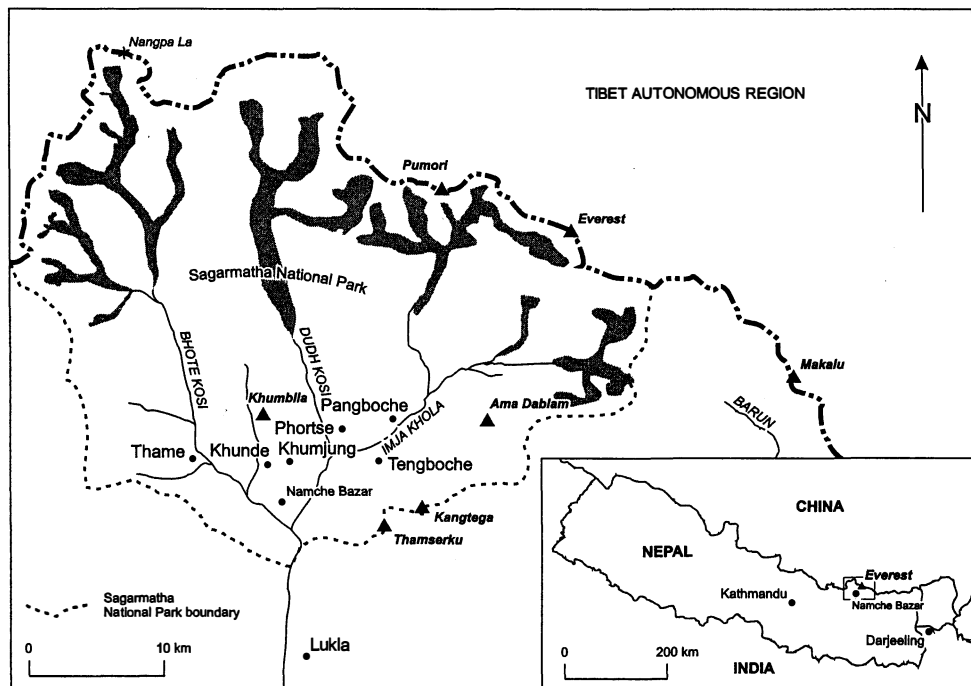 Nangpa La
TIBET AUTONOMOUS REGION
N
Pumori
Everest
Sagarmatha National Park
BHOTE KOSI
DUDH KOSI
Makalu
Khumbila
Pangboche
Ama Dablam
BARUN
Phortse
IMJA KHOLA
Thame
Khunde
Khumjung
Tengboche
Namche Bazar
Kangtega
Thamserku
Sagarmatha
National Park boundary
0
10 km
Lukla
CHINA
NEPAL
Everest
Kathmandu
Namche Bazar
Darjeeling
0
200 km
INDIA